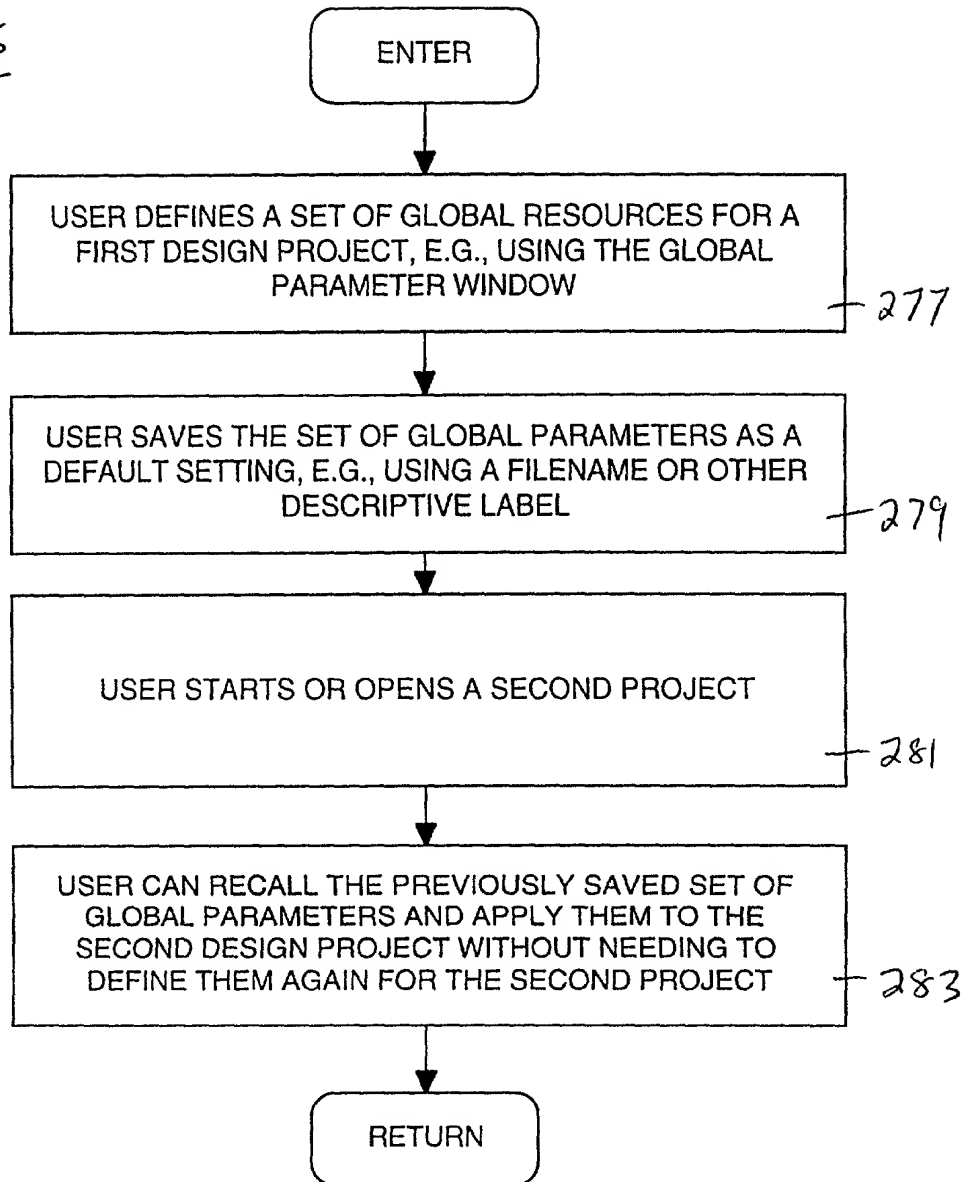 ENTER
USER DEFINES A SET OF GLOBAL RESOURCES FOR A
FIRST DESIGN PROJECT, E.G., USING THE GLOBAL
PARAMETER WINDOW
277
USER SAVES THE SET OF GLOBAL PARAMETERS AS A
DEFAULT SETTING, E.G., USING A FILENAME OR OTHER
DESCRIPTIVE LABEL
279
USER STARTS OR OPENS A SECOND PROJECT
281
USER CAN RECALL THE PREVIOUSLY SAVED SET OF
GLOBAL PARAMETERS AND APPLY THEM TO THE
SECOND DESIGN PROJECT WITHOUT NEEDING TO
DEFINE THEM AGAIN FOR THE SECOND PROJECT
283
RETURN